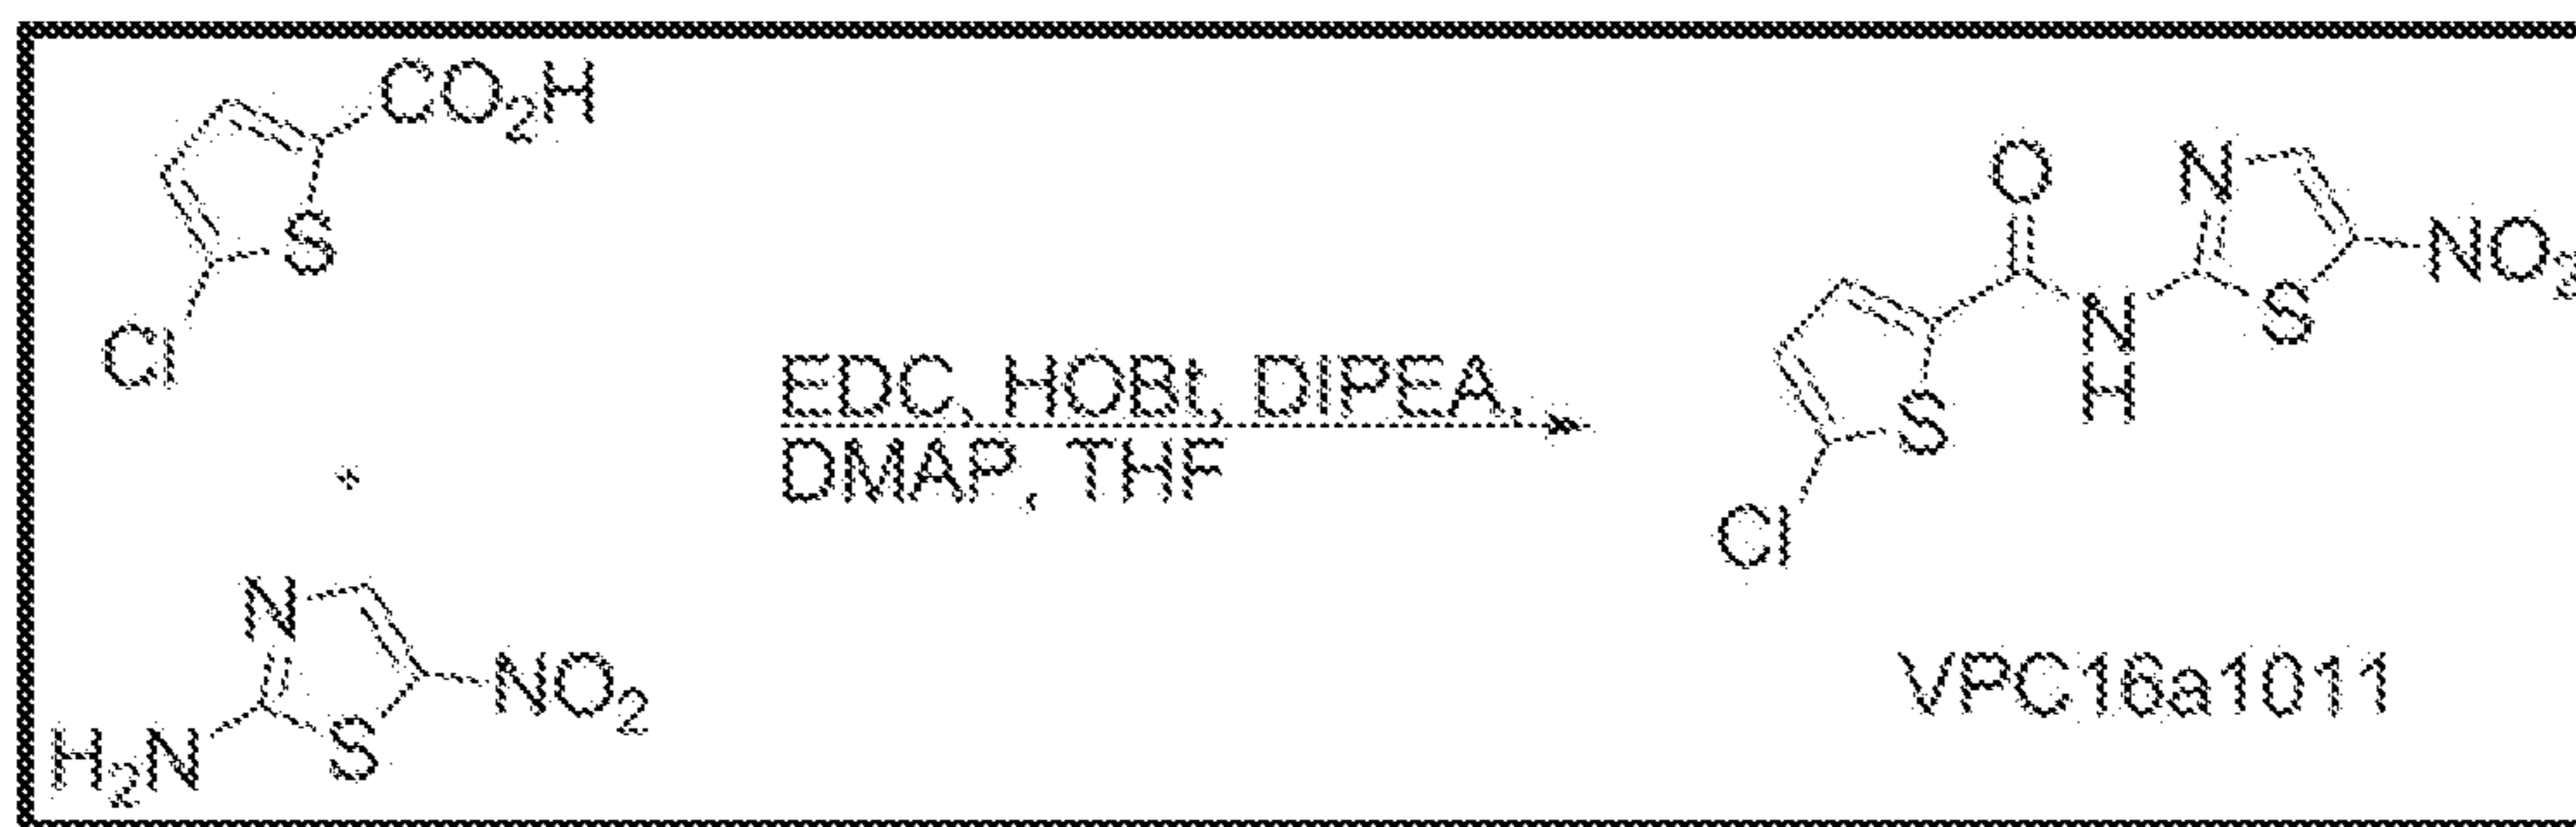 CO₂H
S
Cl
+
N
NO₂
H₂N
S
EDC, HOBt, DIPEA,
DMAP, THF
O
N
NO₂
S
N
H
S
Cl
VPC16a1011